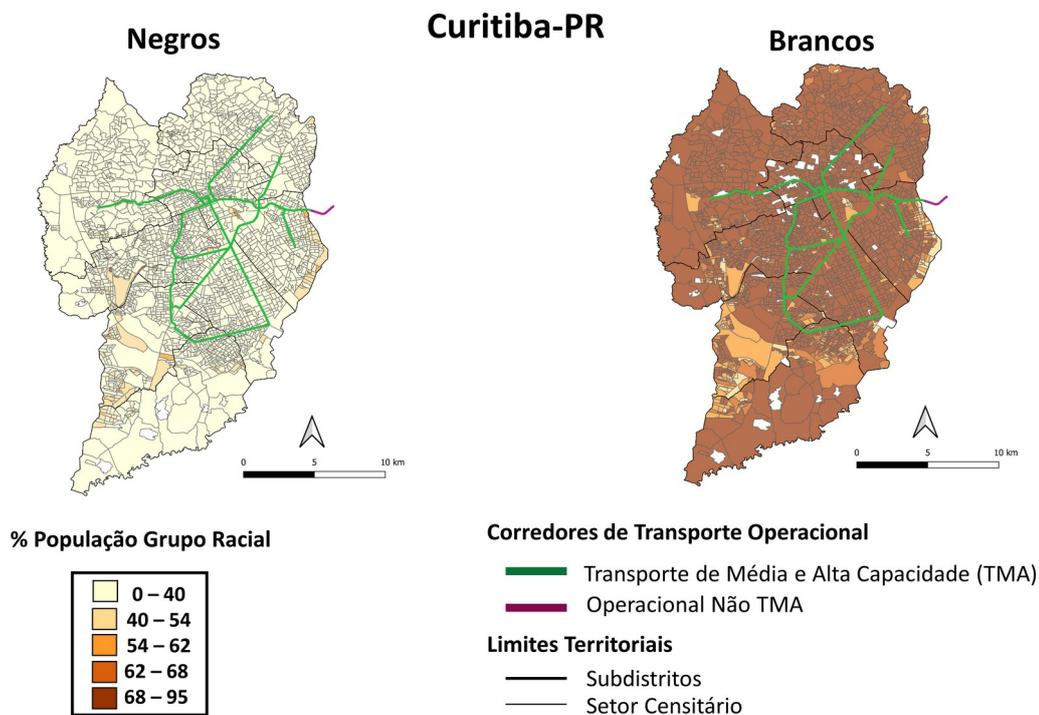 Curitiba-PR
Negros
Brancos
0 5 10 km
0 5 10 km
% População Grupo Racial
0 – 40
40 – 54
54 – 62
62 – 68
68 – 95
Corredores de Transporte Operacional
Transporte de Média e Alta Capacidade (TMA)
Operacional Não TMA
Limites Territoriais
Subdistritos
Setor Censitário